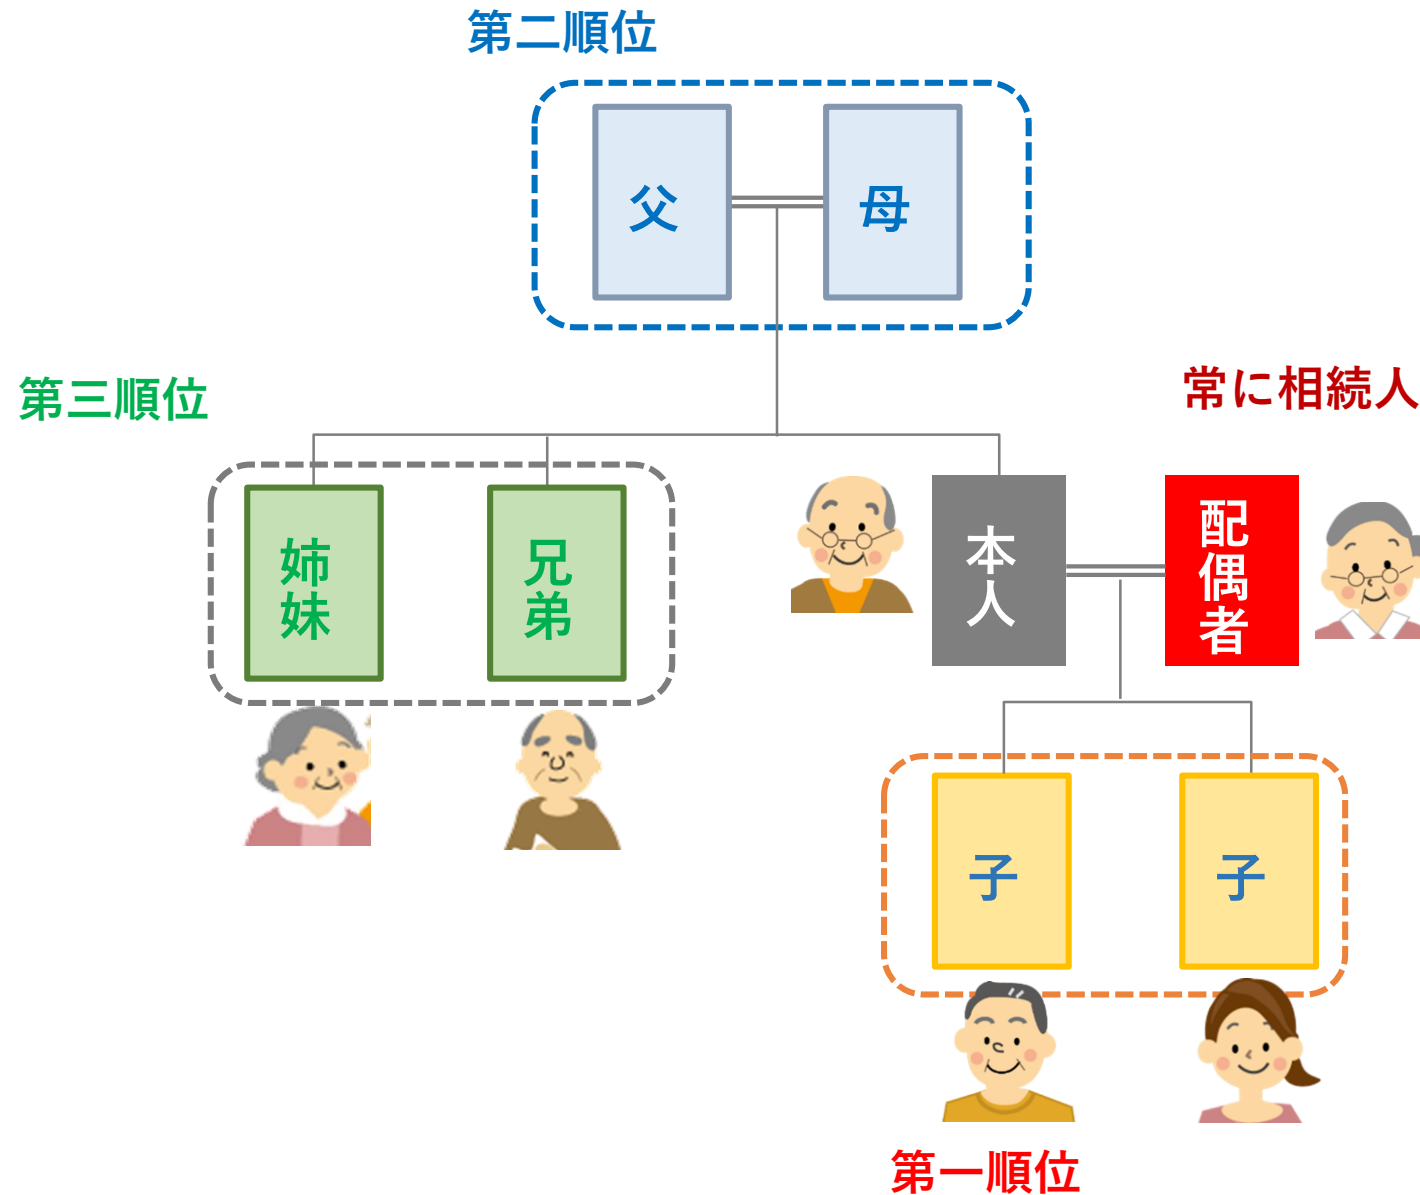 第二順位
父
母
第三順位
常に相続人
姉妹
兄弟
本人
配偶者
子
子
第一順位